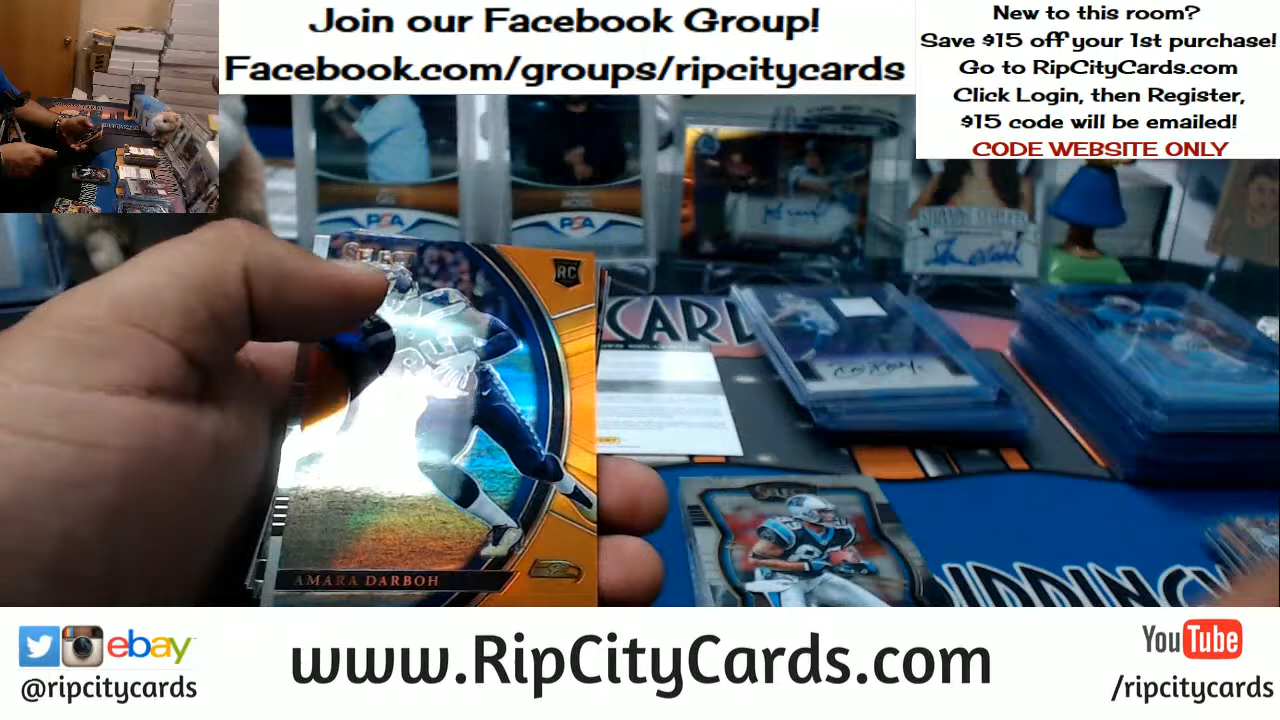 Join our Facebook Group!
Facebook.com/groups/ripcitycards
New to this room?
Save $15 off your 1st purchase!
Go to RipCityCards.com
Click Login, then Register,
$15 code will be emailed!
CODE WEBSITE ONLY
PSA
PSA
SELECT
RC
CARD
SELECT
AMARA DARBOH
ebay
@ripcitycards
www.RipCityCards.com
YouTube
/ripcitycards